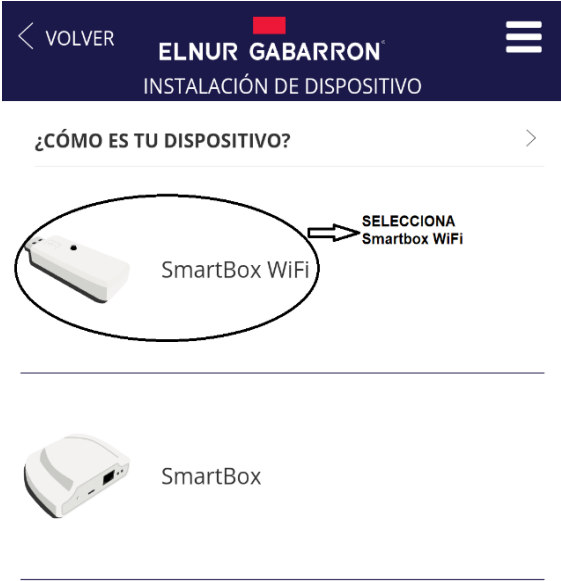 VOLVER
ELNUR GABARRON
INSTALACIÓN DE DISPOSITIVO
¿CÓMO ES TU DISPOSITIVO?
SELECCIONA
Smartbox WiFi
SmartBox WiFi
SmartBox